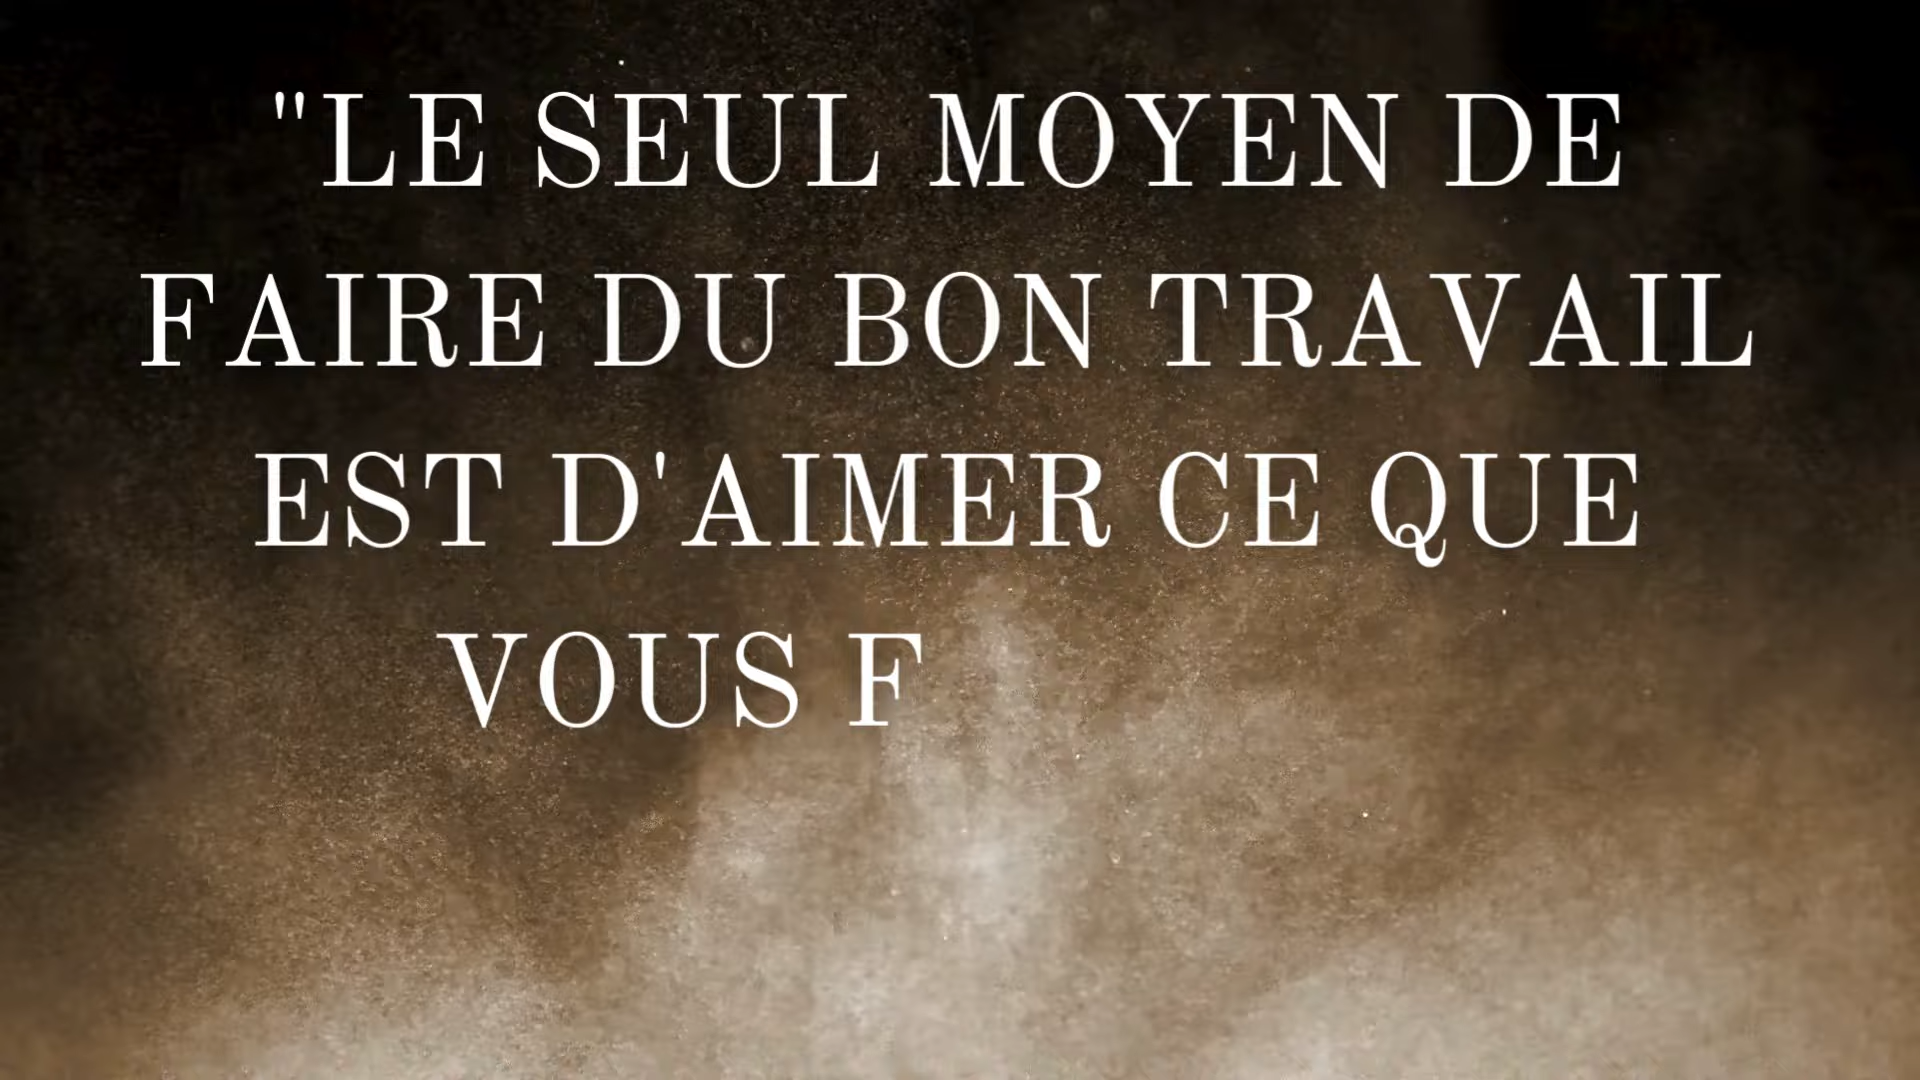 "LE SEUL MOYEN DE
FAIRE DU BON TRAVAIL
EST D'AIMER CE QUE
VOUS F